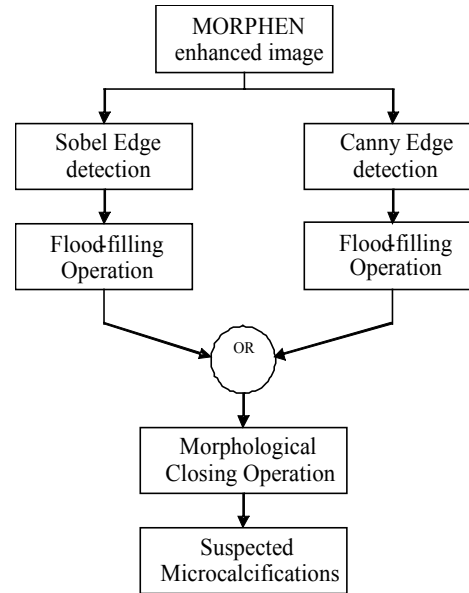 MORPHEN
enhanced image
Sobel Edge
detection
Canny Edge
detection
Flood-filling
Operation
Flood-filling
Operation
OR
Morphological
Closing Operation
Suspected
Microcalcifications